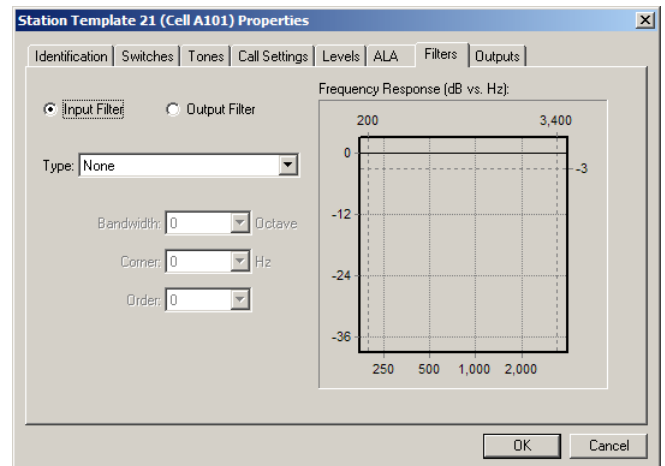 Station Template 21 (Cell A101) Properties
Identification Switches Tones Call Settings Levels ALA Filters Outputs
Input Filter Output Filter
Type: None
Bandwidth: 0 Octave
Corner: 0 Hz
Order: 0
Frequency Response (dB vs. Hz):
200 3,400
0
-3
-12
-24
-36
250 500 1,000 2,000
OK Cancel